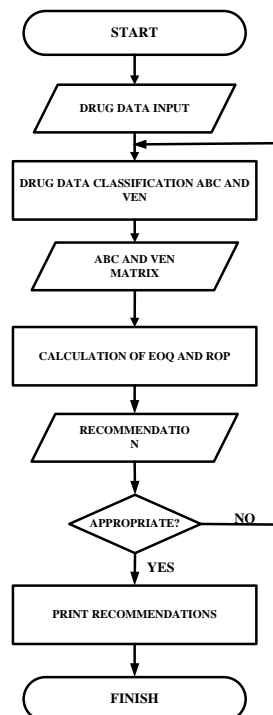 START
DRUG DATA INPUT
DRUG DATA CLASSIFICATION ABC AND
VEN
ABC AND VEN
MATRIX
CALCULATION OF EOQ AND ROP
RECOMMENDATIO
N
APPROPRIATE?
NO
YES
PRINT RECOMMENDATIONS
FINISH